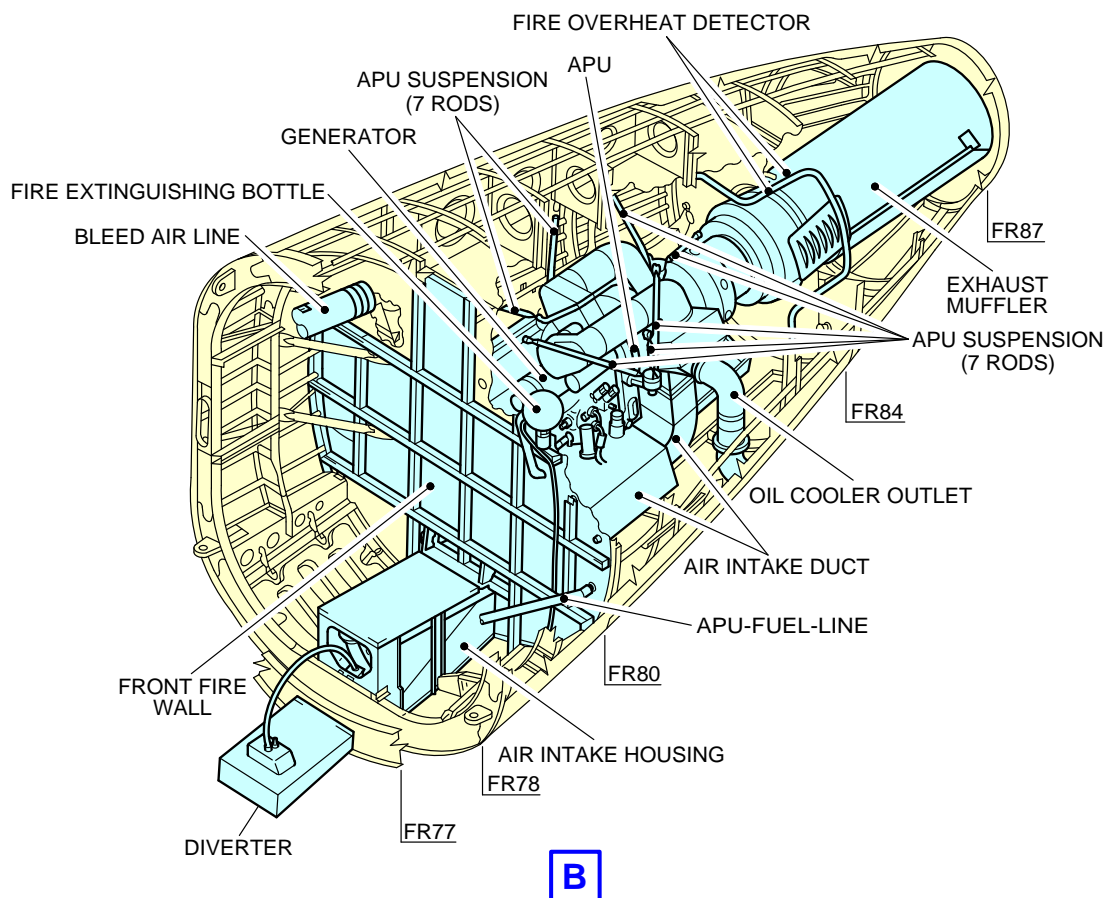 FIRE OVERHEAT DETECTOR
APU
APU SUSPENSION
(7 RODS)
GENERATOR
FIRE EXTINGUISHING BOTTLE
BLEED AIR LINE
FR87
EXHAUST
MUFFLER
APU SUSPENSION
(7 RODS)
FR84
OIL COOLER OUTLET
AIR INTAKE DUCT
APU-FUEL-LINE
FR80
FRONT FIRE
WALL
AIR INTAKE HOUSING
FR78
FR77
DIVERTER
B